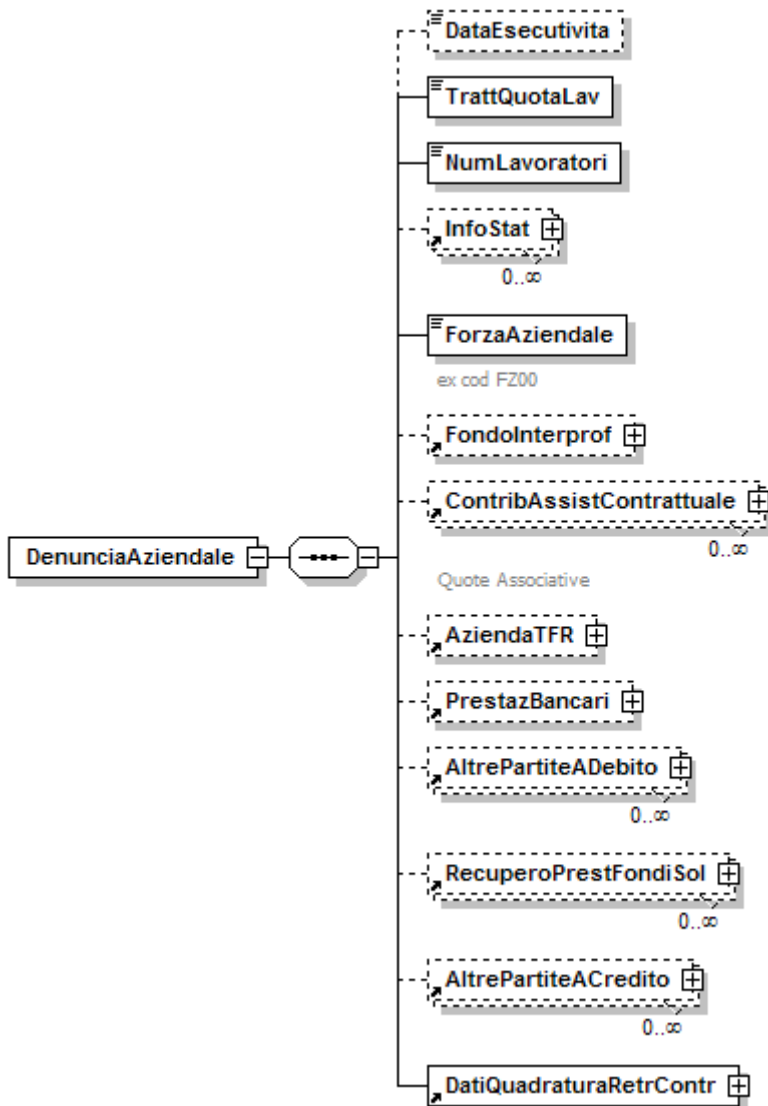 DataEsecutivita
TrattQuotaLav
NumLavoratori
InfoStat
0..∞
ForzaAziendale
ex cod FZ00
FondoInterprof
ContribAssistContrattuale
0..∞
DenunciaAziendale
Quote Associative
AziendaTFR
PrestazBancari
AltrePartiteADebito
0..∞
RecuperoPrestFondiSol
0..∞
AltrePartiteACredito
0..∞
DatiQuadraturaRetrContr